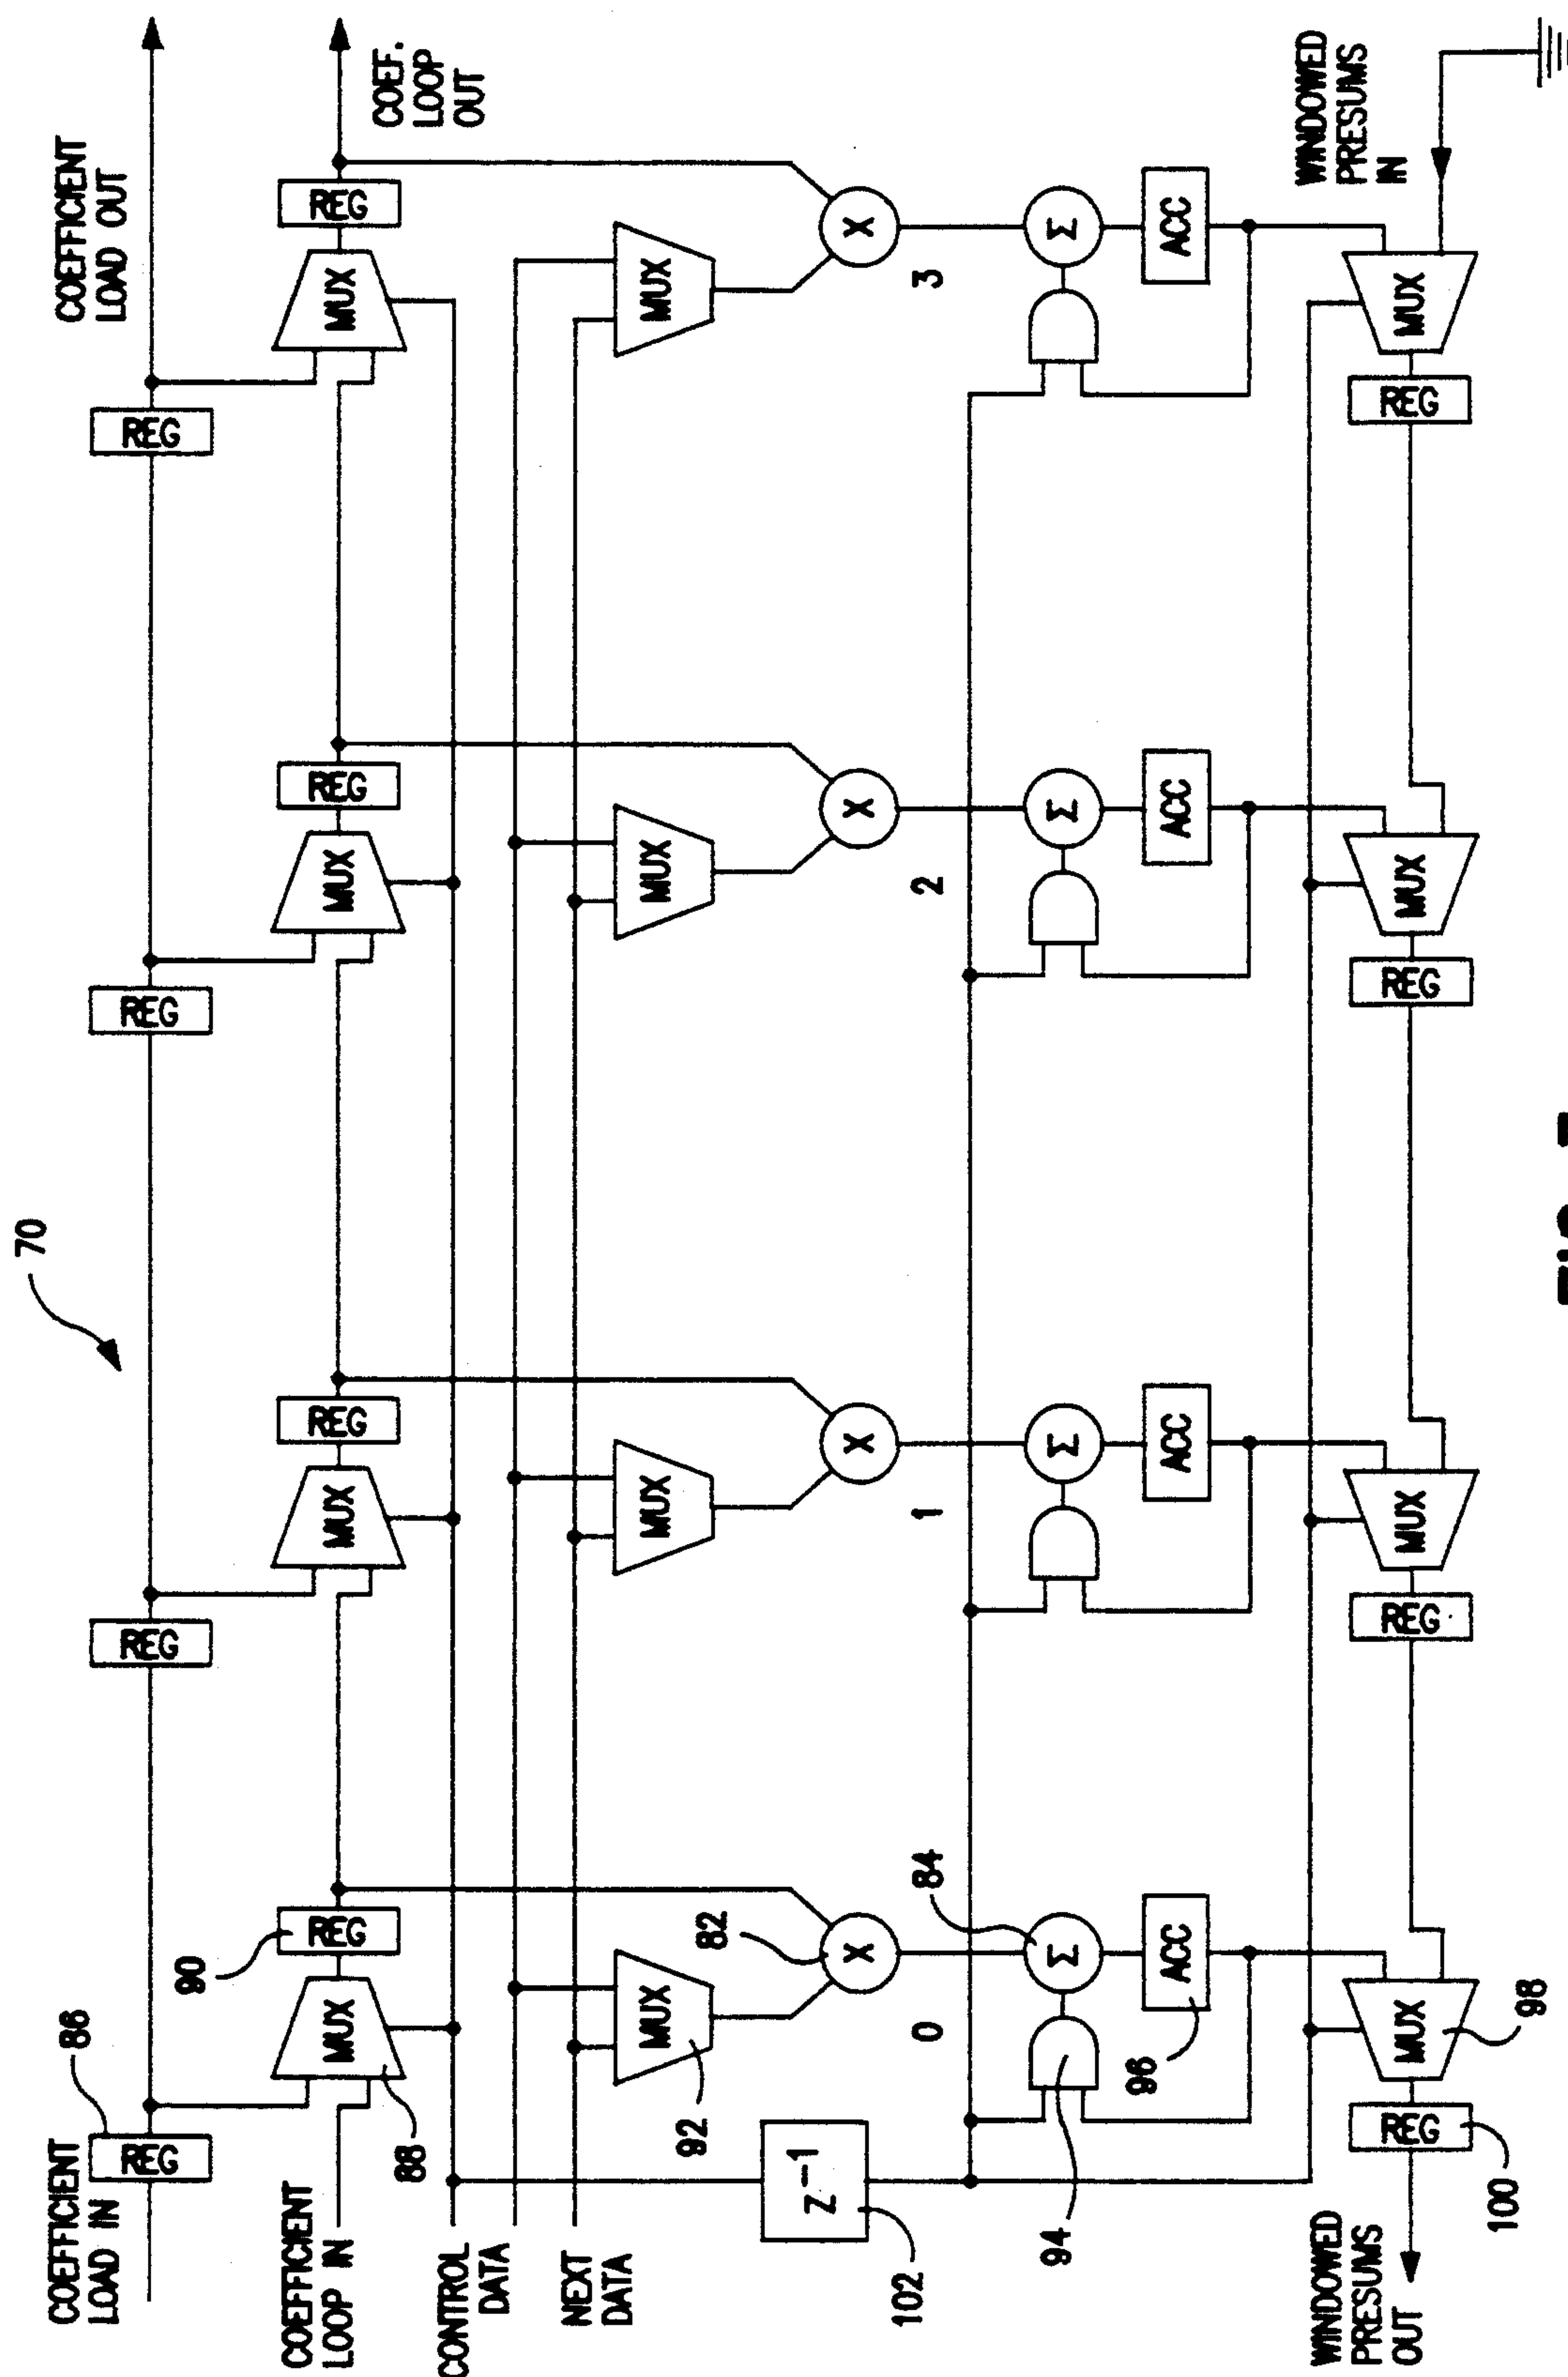 70
COEFFICIENT
LOAD IN
86
COEFFICIENT
LOAD OUT
REG
REG
REG
REG
90
COEFFICIENT
LOOP IN
MUX
REG
MUX
REG
MUX
REG
MUX
REG
COEF.
LOOP
OUT
88
CONTROL
DATA
NEXT
DATA
MUX
MUX
MUX
MUX
92
82
Z⁻¹
X
X
X
X
102
0
84
1
2
3
94
Σ
Σ
Σ
Σ
96
ACC
ACC
ACC
ACC
WINDOWED
PRESUMS
OUT
WINDOWED
PRESUMS
IN
REG
MUX
REG
MUX
REG
MUX
REG
MUX
100
98